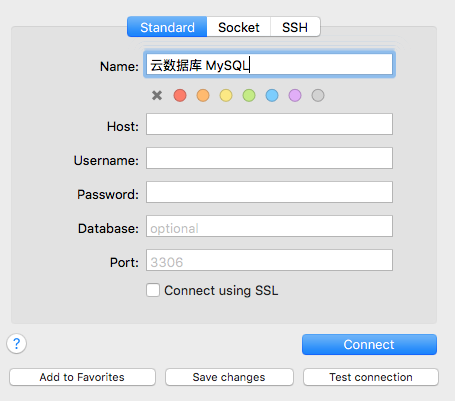 Standard Socket SSH
Name: 云数据库 MySQL
Host:
Username:
Password:
Database: optional
Port: 3306
Connect using SSL
? Connect
Add to Favorites Save changes Test connection